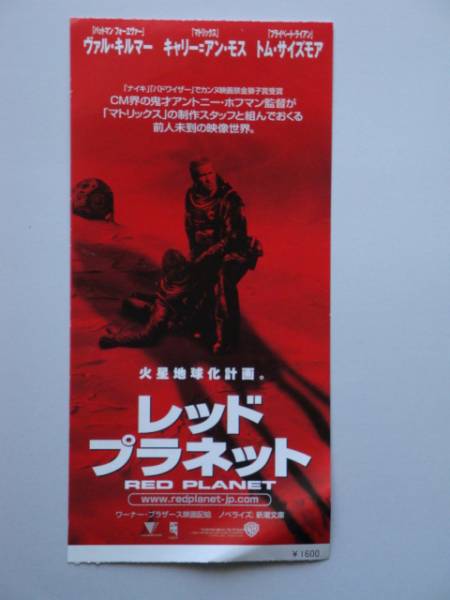 「バットマン フォーエヴァー」 「マトリックス」 「プライベート・ライアン」
ヴァル・キルマー キャリー=アン・モス トム・サイズモア
「ナイキ」「バドワイザー」でカンヌ映画祭金獅子賞受賞
CM界の鬼才アントニー・ホフマン監督が
「マトリックス」の制作スタッフと組んでおくる
前人未到の映像世界。
火星地球化計画。
レッド
プラネット
RED PLANET
www.redplanet-jp.com
ワーナー・ブラザース映画配給 ノベライズ:新潮文庫
¥1600